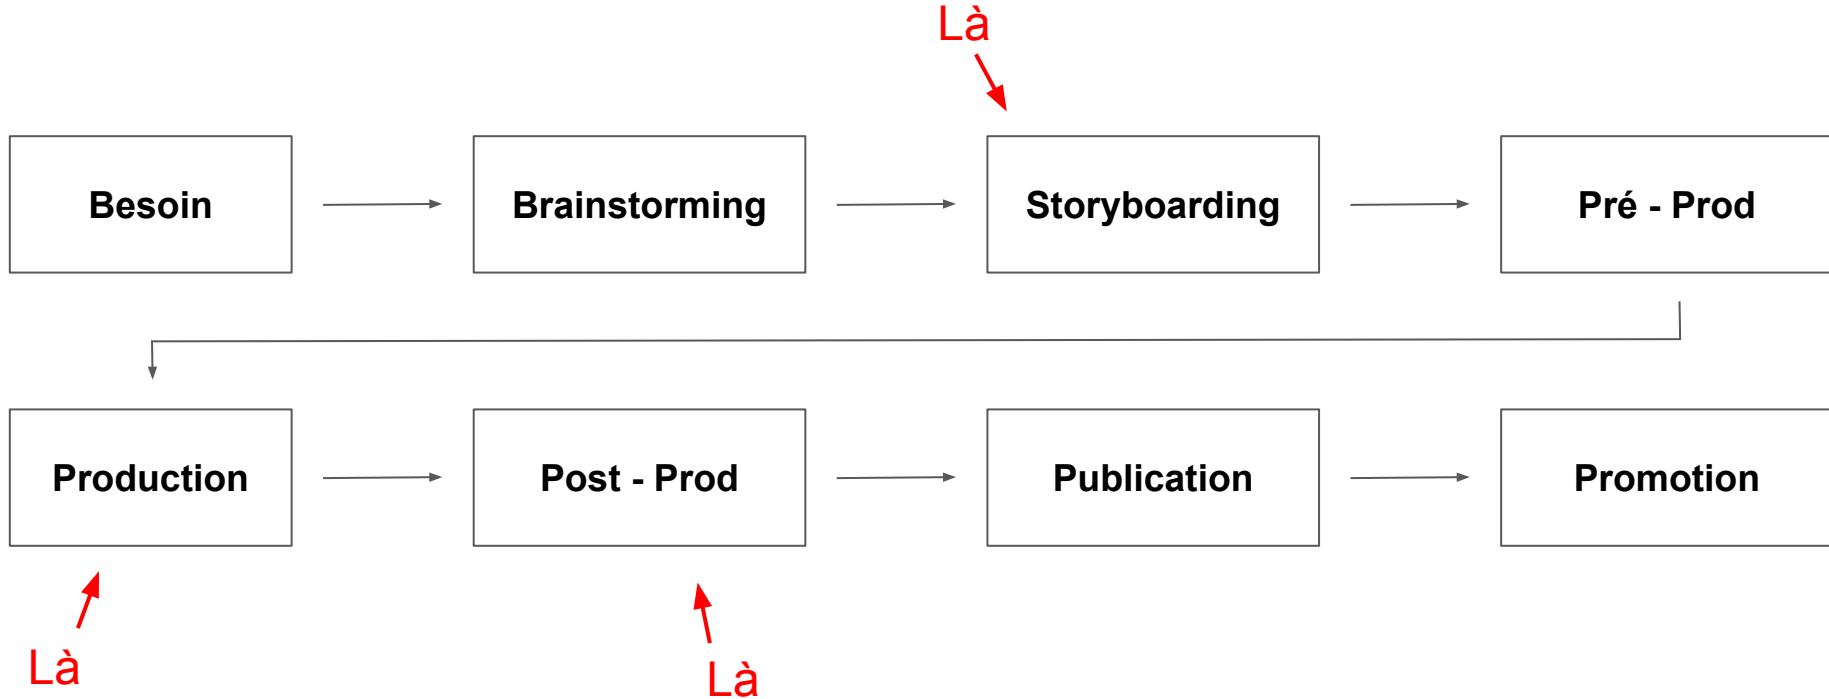 Là
Besoin
Brainstorming
Storyboarding
Pré - Prod
Production
Post - Prod
Publication
Promotion
Là
Là